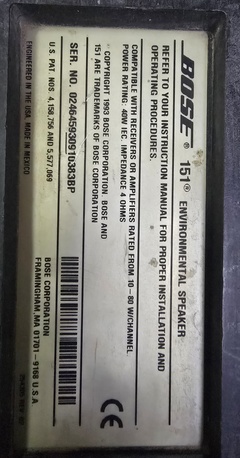 BOSE® 151® ENVIRONMENTAL SPEAKER
REFER TO YOUR INSTRUCTION MANUAL FOR PROPER INSTALLATION AND
OPERATING PROCEDURES.
COMPATIBLE WITH RECEIVERS OR AMPLIFIERS RATED FROM 10-80 W/CHANNEL
POWER RATING: 40W IEC IMPEDANCE 4 OHMS
COPYRIGHT 1993 BOSE CORPORATION. BOSE AND
151 ARE TRADEMARKS OF BOSE CORPORATION
CE
SER. NO.
BOSE CORPORATION
FRAMINGHAM, MA 01701-9168 U S A
U.S. PAT. NOS. 4,158,756 AND 5,577,069
ENGINEERED IN THE USA. MADE IN MEXICO